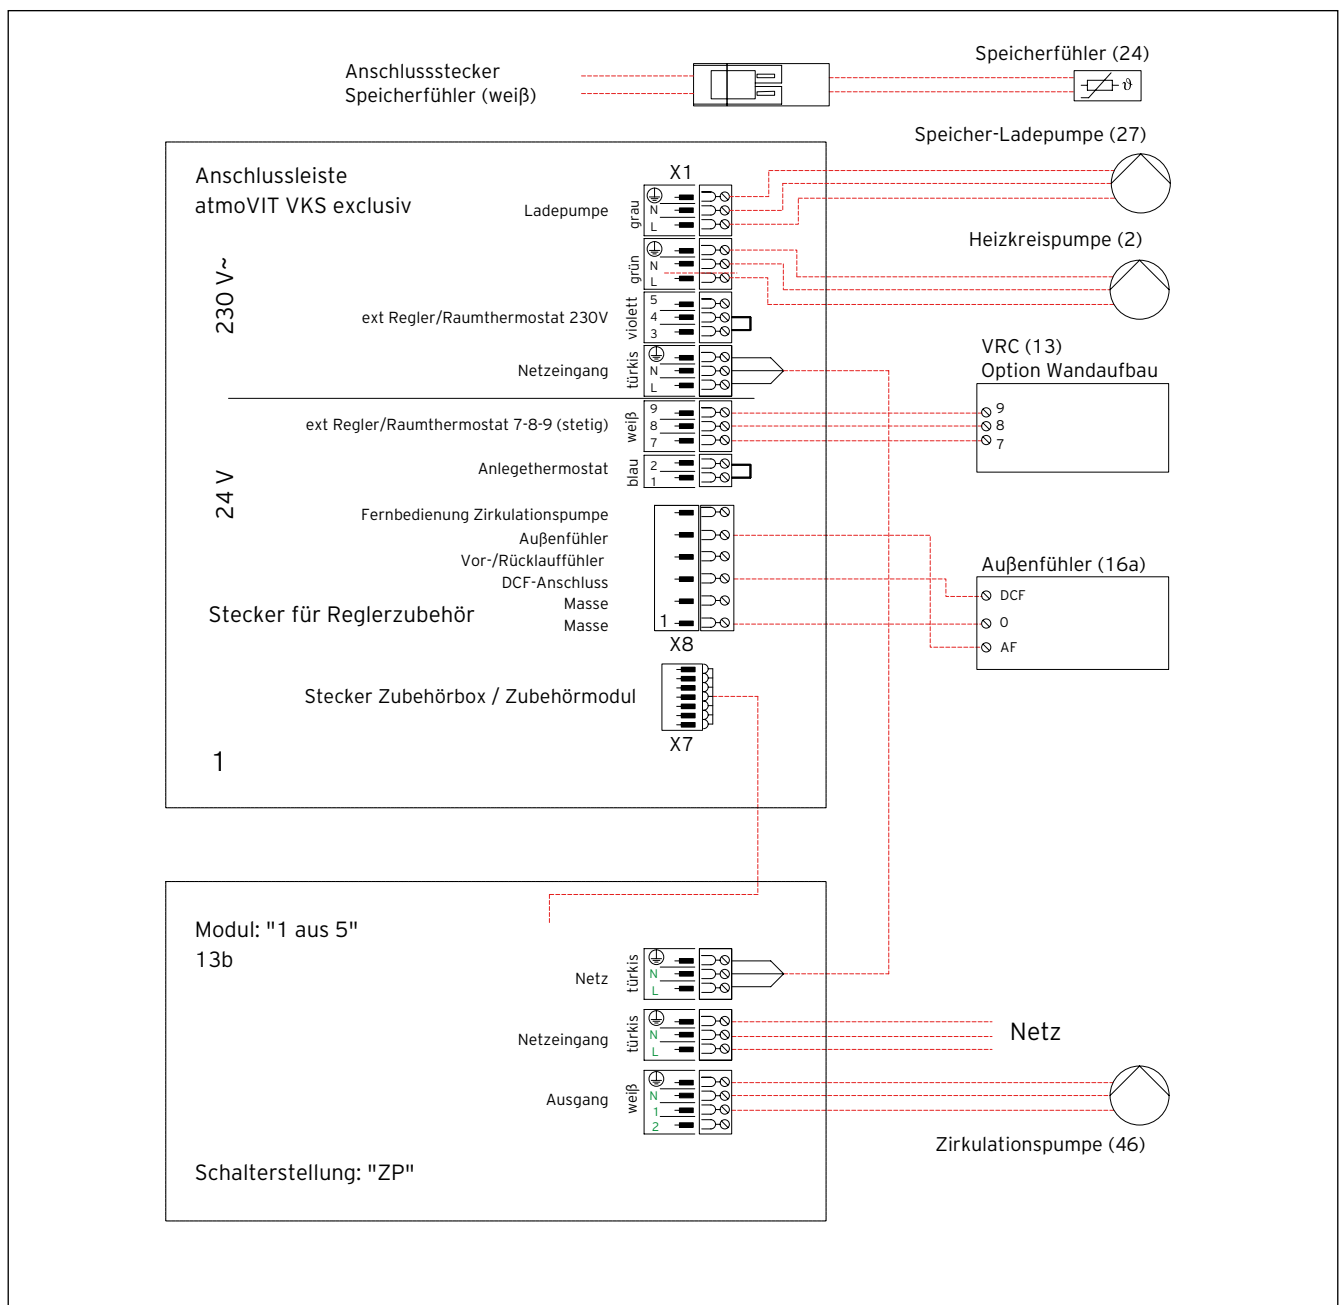 Anschlussstecker
Speicherfühler (weiß)
Speicherfühler (24)
ϑ
Speicher-Ladepumpe (27)
Anschlussleiste
atmoVIT VKS exclusiv
X1
Ladepumpe
grau
N
L
Heizkreispumpe (2)
grün
N
L
230 V~
ext Regler/Raumthermostat 230V
violett
5
4
3
VRC (13)
Option Wandaufbau
Netzeingang
türkis
N
L
ext Regler/Raumthermostat 7-8-9 (stetig)
weiß
9
8
7
9
8
7
24 V
Anlegethermostat
blau
2
1
Fernbedienung Zirkulationspumpe
Außenfühler
Vor-/Rücklauffühler
DCF-Anschluss
Masse
Masse
1
X8
Stecker für Reglerzubehör
Außenfühler (16a)
DCF
0
AF
Stecker Zubehörbox / Zubehörmodul
X7
1
Modul: "1 aus 5"
13b
Netz
türkis
N
L
Netzeingang
türkis
N
L
Netz
Ausgang
weiß
N
1
2
Zirkulationspumpe (46)
Schalterstellung: "ZP"